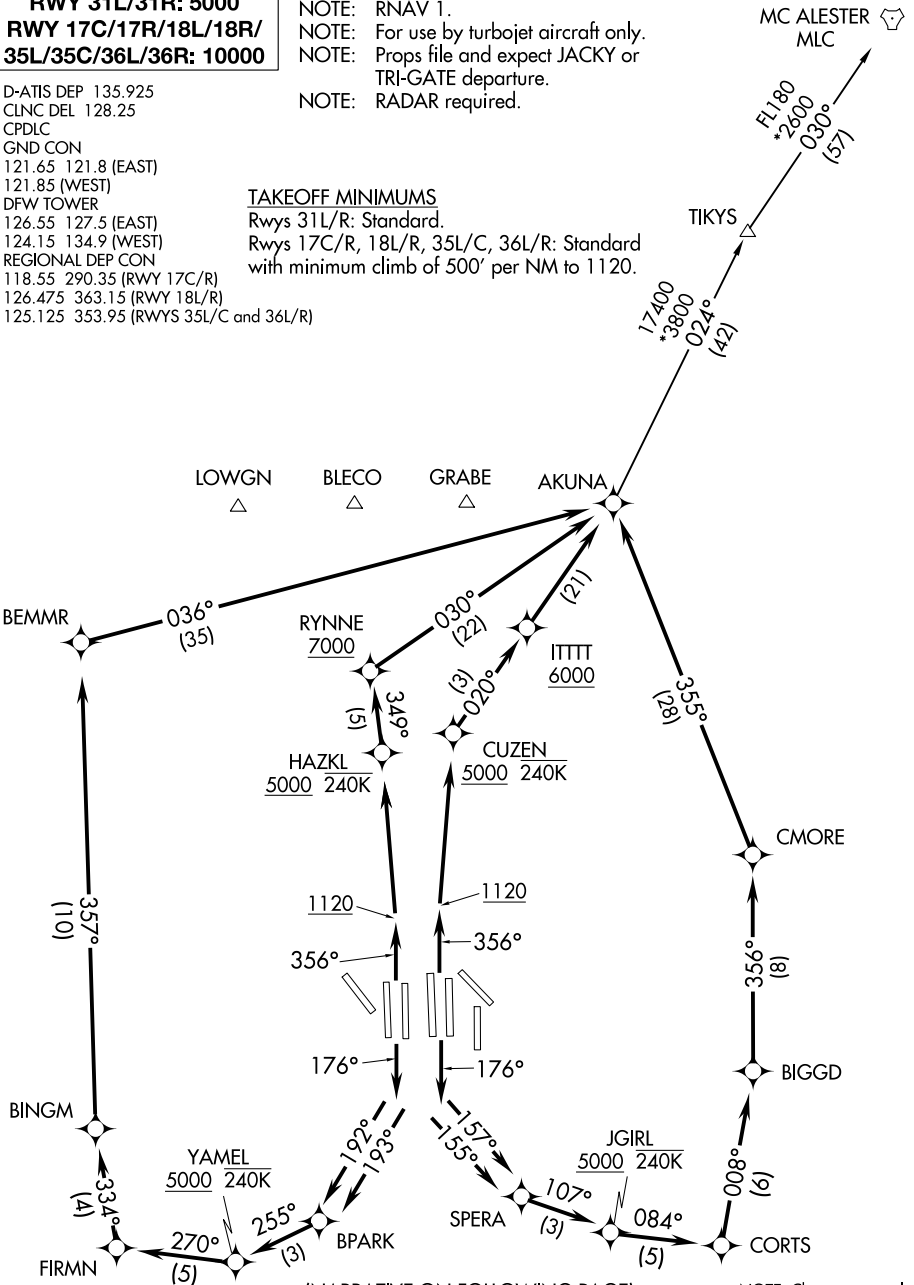 RWY 31L/31R: 5000
RWY 17C/17R/18L/18R/
35L/35C/36L/36R: 10000
NOTE: RNAV 1.
NOTE: For use by turbojet aircraft only.
NOTE: Props file and expect JACKY or
TRI-GATE departure.
NOTE: RADAR required.
MC ALESTER
MLC
D-ATIS DEP 135.925
CLNC DEL 128.25
CPDLC
GND CON
121.65 121.8 (EAST)
121.85 (WEST)
DFW TOWER
126.55 127.5 (EAST)
124.15 134.9 (WEST)
REGIONAL DEP CON
118.55 290.35 (RWY 17C/R)
126.475 363.15 (RWY 18L/R)
125.125 353.95 (RWYS 35L/C and 36L/R)
TAKEOFF MINIMUMS
Rwys 31L/R: Standard.
Rwys 17C/R, 18L/R, 35L/C, 36L/R: Standard
with minimum climb of 500' per NM to 1120.
FL180
*2600
030°
(57)
TIKYS
17400
*3800
024°
(42)
LOWGN
BLECO
GRABE
AKUNA
BEMMR
036°
(35)
RYNNE
7000
030°
(22)
(21)
ITTTT
6000
(3)
020°
349°
(5)
HAZKL
5000 240K
CUZEN
5000 240K
355°
(28)
CMORE
357°
(10)
1120
1120
356°
356°
356°
(8)
176°
176°
BIGGD
BINGM
192°
193°
157°
155°
YAMEL
5000 240K
JGIRL
5000 240K
334°
(4)
255°
(3)
BPARK
SPERA
107°
(3)
084°
(5)
008°
(6)
CORTS
FIRMN
270°
(5)